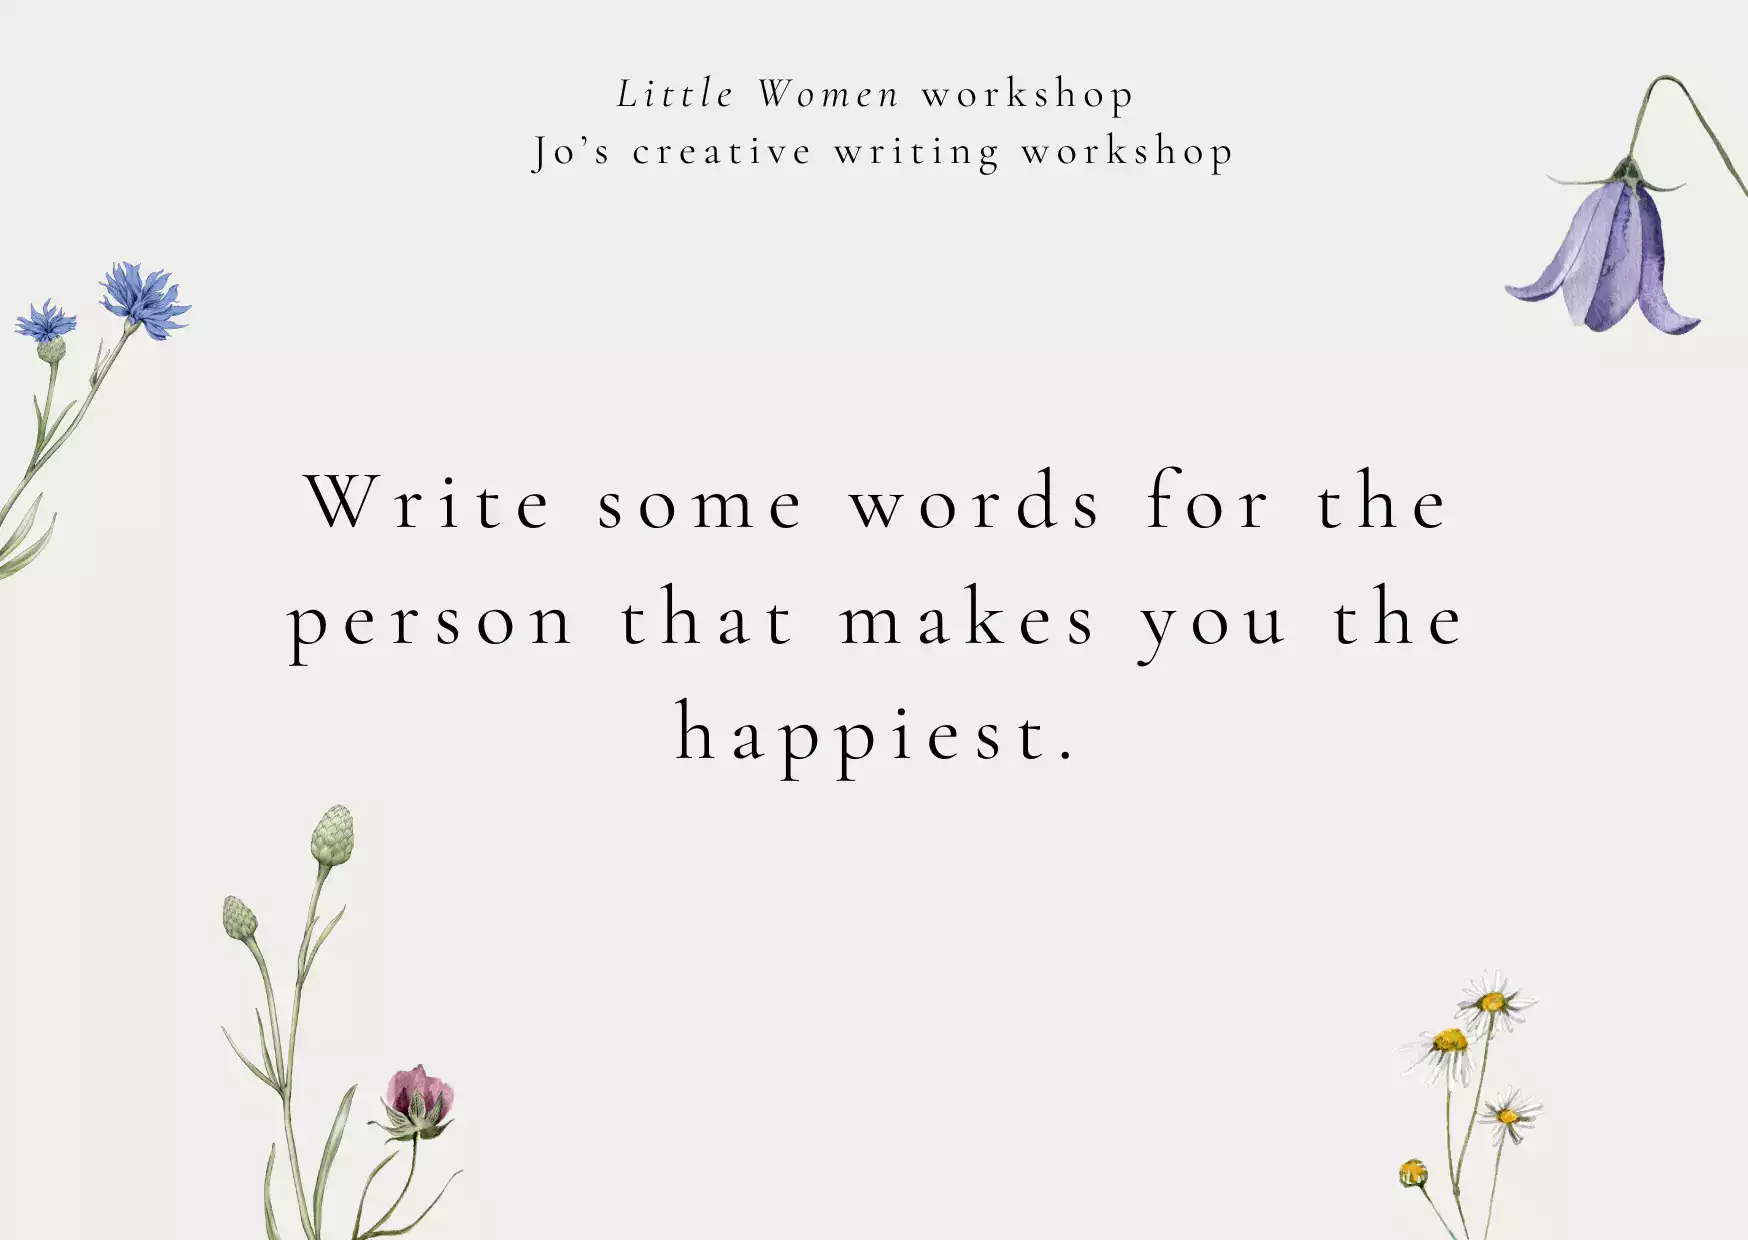 Little Women workshop
Jo’s creative writing workshop
Write some words for the
person that makes you the
happiest.